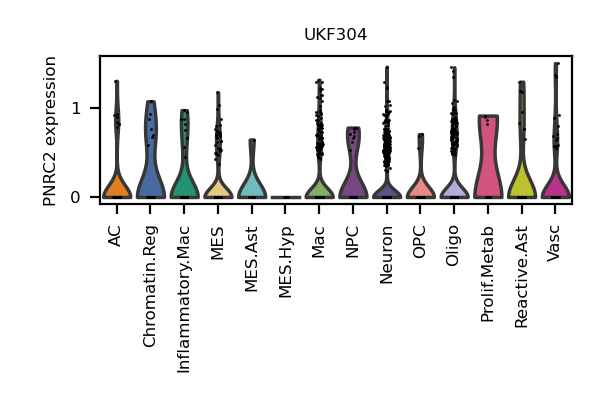 UKF304
PNRC2 expression
1
0
AC
Chromatin.Reg
Inflammatory.Mac
MES
MES.Ast
MES.Hyp
Mac
NPC
Neuron
OPC
Oligo
Prolif.Metab
Reactive.Ast
Vasc